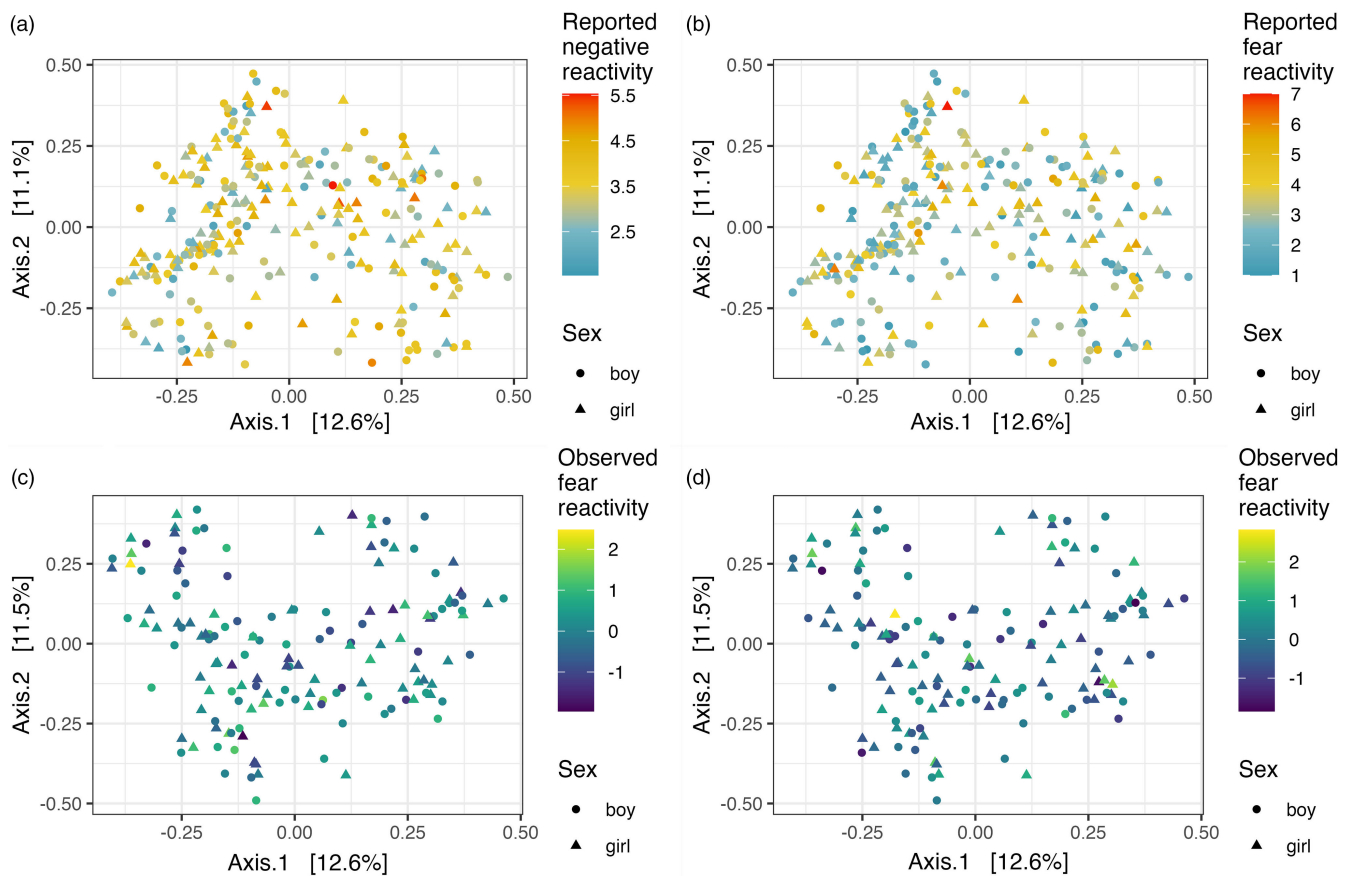 (a)
Reported
negative
reactivity
5.5
4.5
3.5
2.5
Sex
boy
girl
0.50
0.25
0.00
-0.25
Axis.2 [11.1%]
-0.25 0.00 0.25 0.50
Axis.1 [12.6%]
(b)
Reported
fear
reactivity
7
6
5
4
3
2
1
Sex
boy
girl
0.50
0.25
0.00
-0.25
Axis.2 [11.1%]
-0.25 0.00 0.25 0.50
Axis.1 [12.6%]
(c)
Observed
fear
reactivity
2
1
0
-1
Sex
boy
girl
0.25
0.00
-0.25
-0.50
Axis.2 [11.5%]
-0.25 0.00 0.25 0.50
Axis.1 [12.6%]
(d)
Observed
fear
reactivity
2
1
0
-1
Sex
boy
girl
0.25
0.00
-0.25
-0.50
Axis.2 [11.5%]
-0.25 0.00 0.25 0.50
Axis.1 [12.6%]